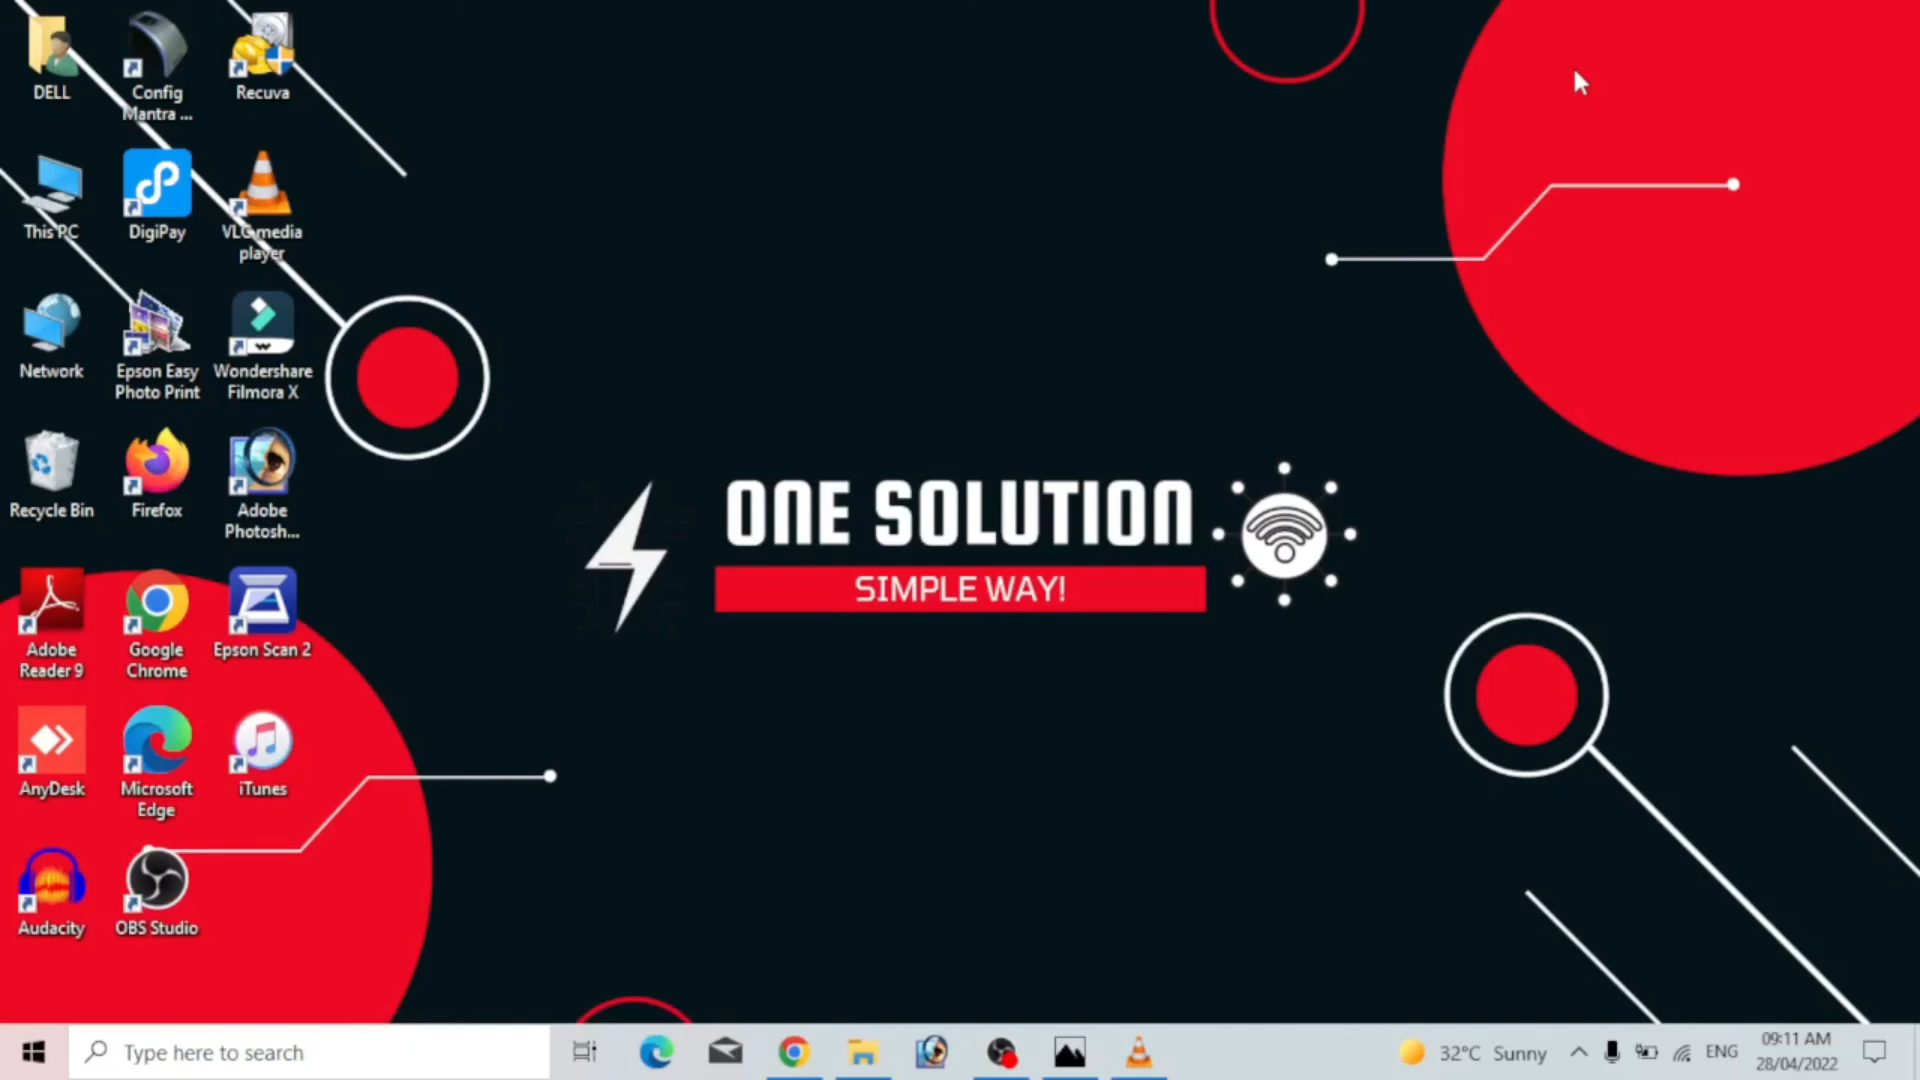 DELL
Config
Mantra ...
Recuva
This PC
DigiPay
VLC media
player
Network
Epson Easy
Photo Print
Wondershare
Filmora X
Recycle Bin
Firefox
Adobe
Photosh...
Adobe
Reader 9
Google
Chrome
Epson Scan 2
AnyDesk
Microsoft
Edge
iTunes
Audacity
OBS Studio
ONE SOLUTION
SIMPLE WAY!
Type here to search
32°C Sunny
ENG
09:11 AM
28/04/2022